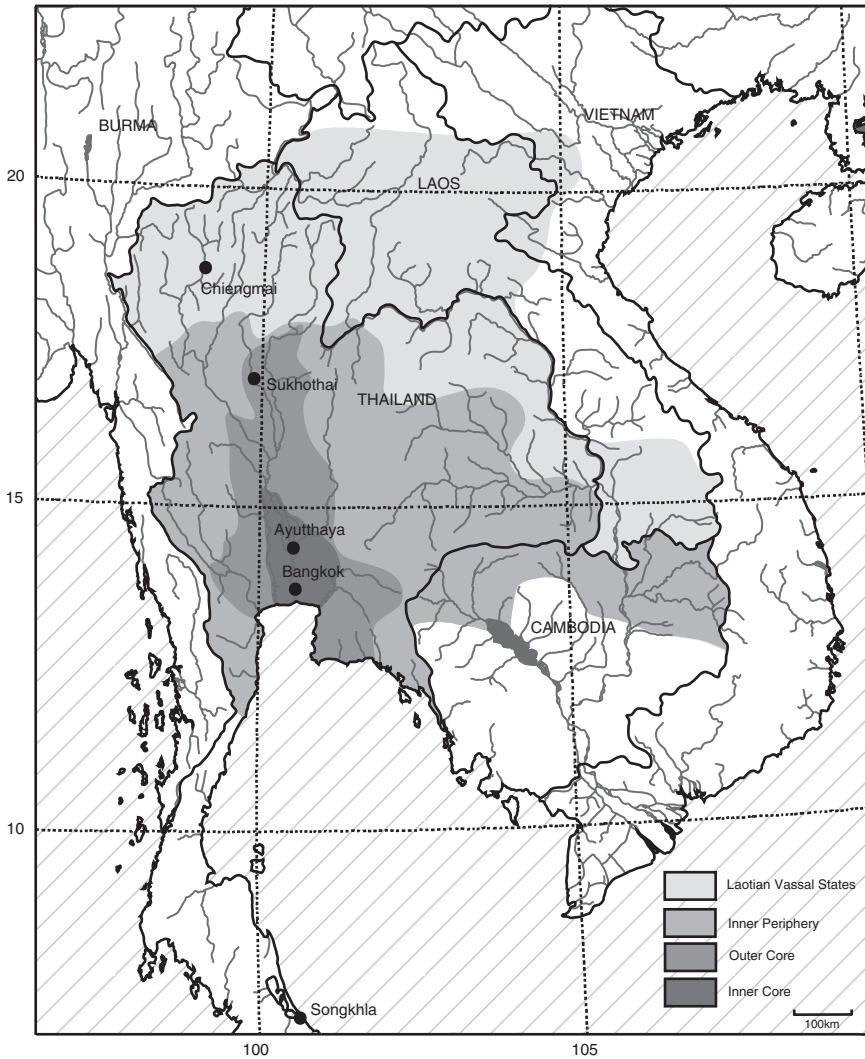 BURMA
VIETNAM
20
LAOS
Chiengmai
Sukhothai
THAILAND
15
Ayutthaya
Bangkok
CAMBODIA
10
Laotian Vassal States
Inner Periphery
Outer Core
Inner Core
Songkhla
100km
100
105